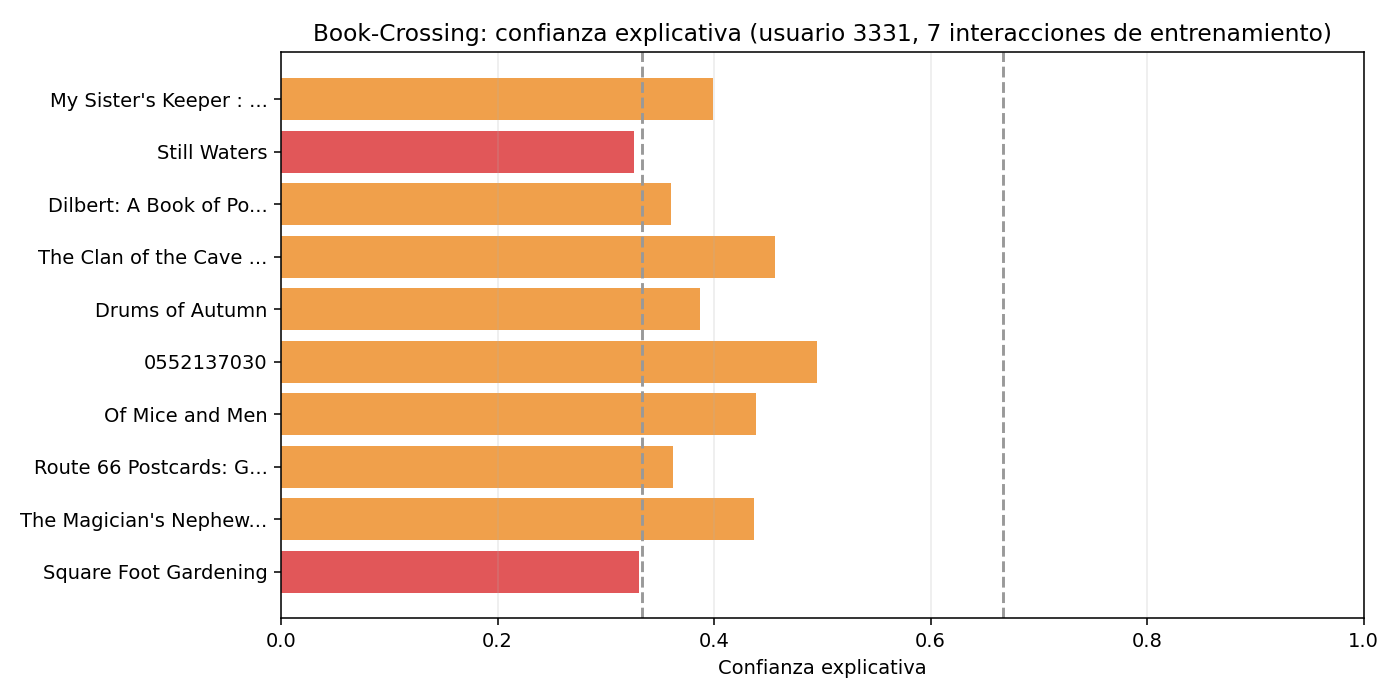 Book-Crossing: confianza explicativa (usuario 3331, 7 interacciones de entrenamiento)
My Sister's Keeper : ...
Still Waters
Dilbert: A Book of Po...
The Clan of the Cave ...
Drums of Autumn
0552137030
Of Mice and Men
Route 66 Postcards: G...
The Magician's Nephew...
Square Foot Gardening
0.0 0.2 0.4 0.6 0.8 1.0
Confianza explicativa